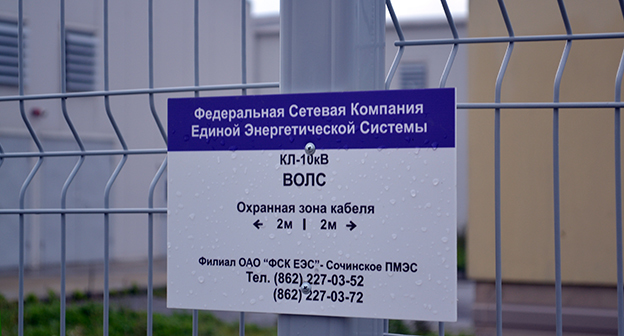 Федеральная Сетевая Компания
Единой Энергетической Системы
КЛ-10кВ
ВОЛС
Охранная зона кабеля
← 2м | 2м →
Филиал ОАО "ФСК ЕЭС"- Сочинское ПМЭС
Тел. (862) 227-03-52
(862) 227-03-72